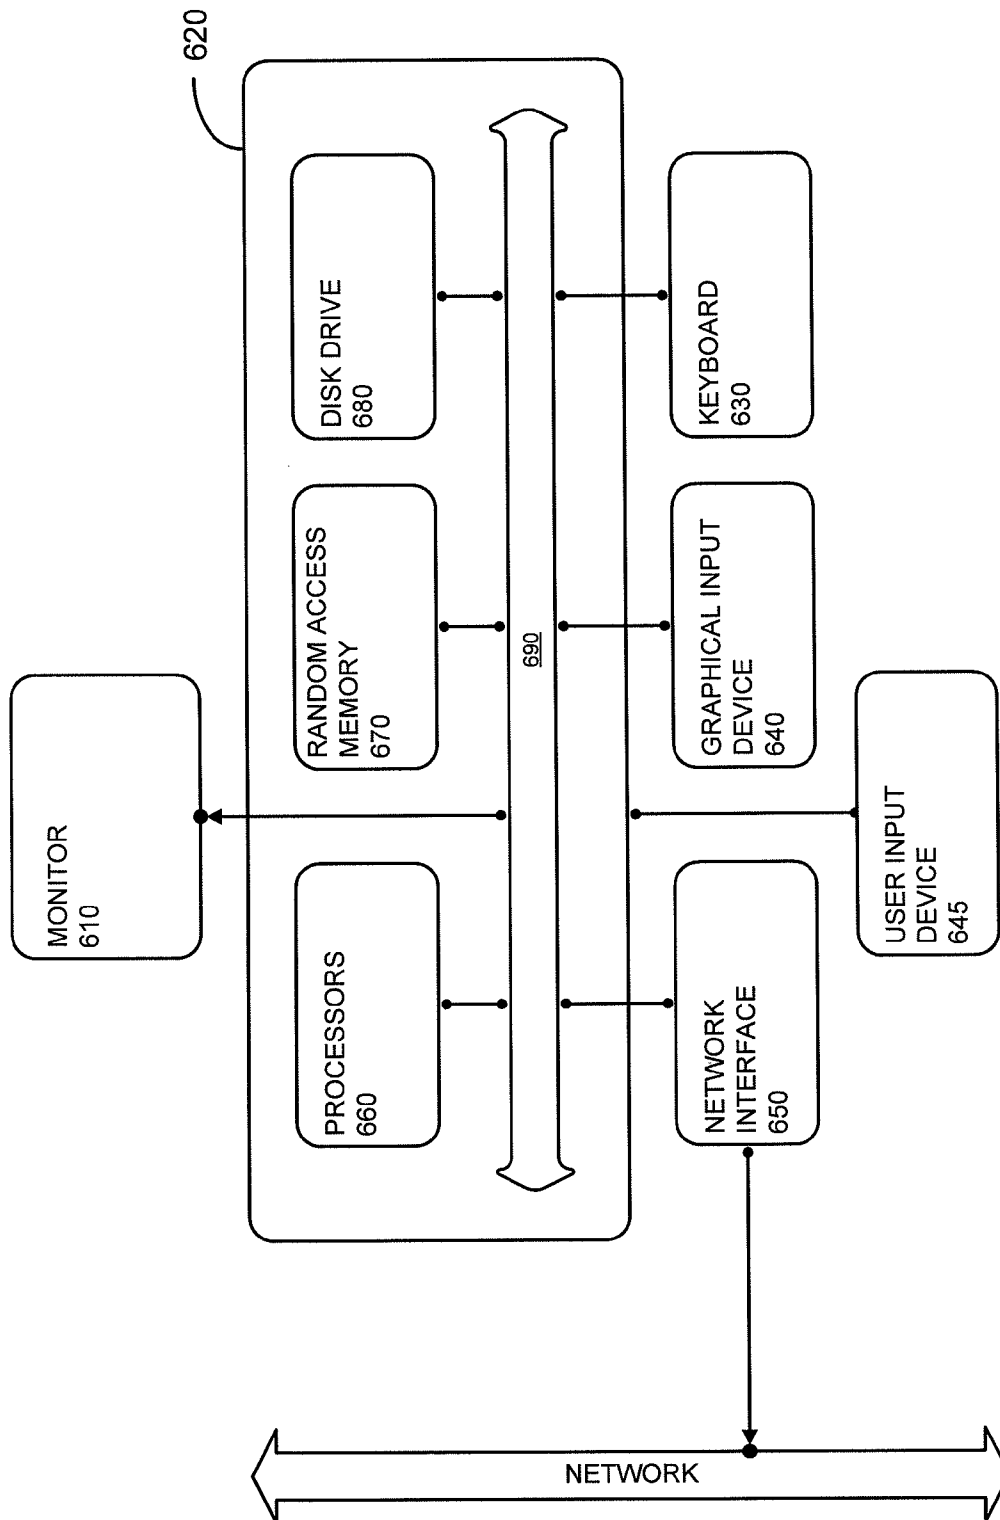 620
MONITOR
610
PROCESSORS
660
RANDOM ACCESS
MEMORY
670
DISK DRIVE
680
690
NETWORK
INTERFACE
650
GRAPHICAL INPUT
DEVICE
640
KEYBOARD
630
USER INPUT
DEVICE
645
NETWORK